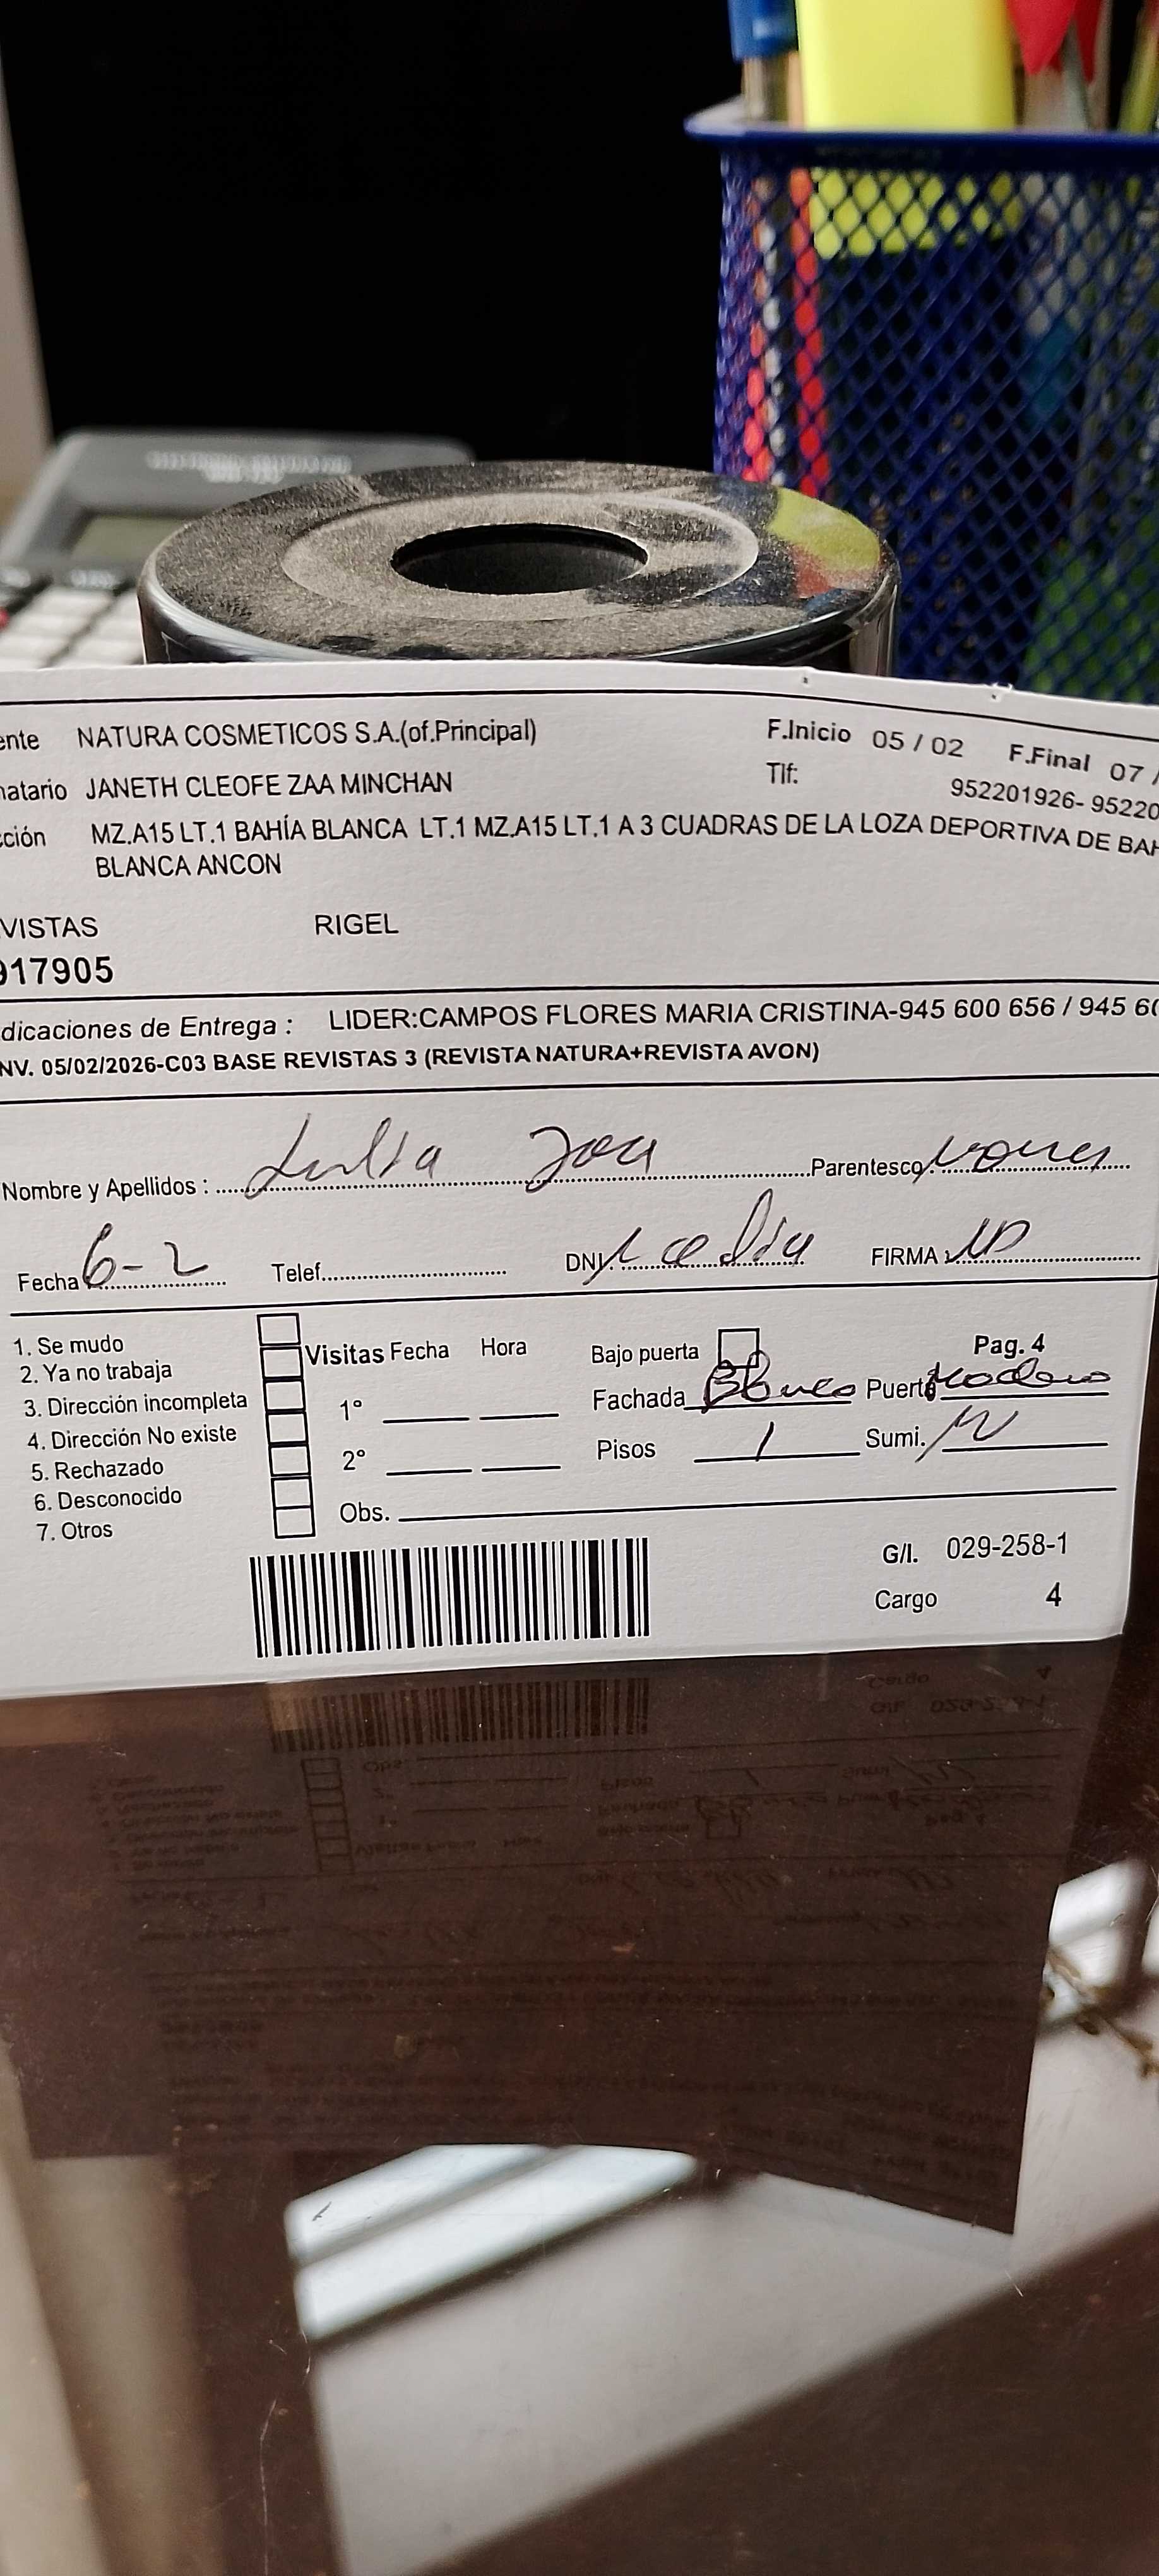 ente NATURA COSMETICOS S.A.(of.Principal) F.Inicio 05 / 02 F.Final 07 /
natario JANETH CLEOFE ZAA MINCHAN Tlf: 952201926- 95220
cción MZ.A15 LT.1 BAHÍA BLANCA LT.1 MZ.A15 LT.1 A 3 CUADRAS DE LA LOZA DEPORTIVA DE BAH
BLANCA ANCON
VISTAS RIGEL
917905
dicaciones de Entrega : LIDER:CAMPOS FLORES MARIA CRISTINA-945 600 656 / 945 60
NV. 05/02/2026-C03 BASE REVISTAS 3 (REVISTA NATURA+REVISTA AVON)
Nombre y Apellidos : Parentesco:
Fecha 6-2 Telef. DNI FIRMA
1. Se mudo
2. Ya no trabaja
3. Dirección incompleta
4. Dirección No existe
5. Rechazado
6. Desconocido
7. Otros
Visitas Fecha Hora
1°
2°
Obs.
Bajo puerta Pag. 4
Fachada Blanco Puerta
Pisos 1 Sumi.
G/I. 029-258-1
Cargo 4